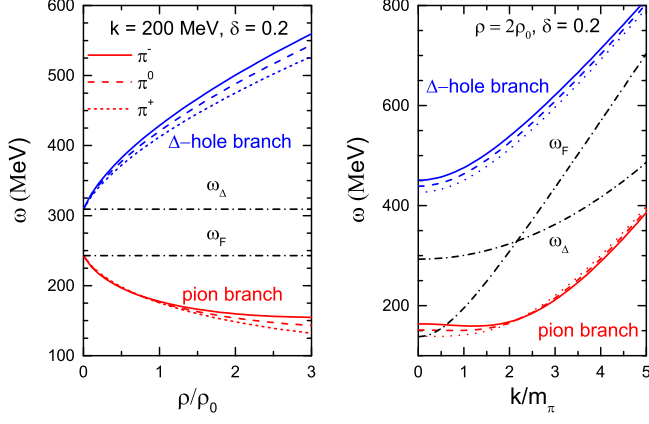 k = 200 MeV, δ = 0.2
π⁻
π⁰
π⁺
Δ−hole branch
ω_Δ
ω_F
pion branch
ω (MeV)
600
500
400
300
200
100
0
1
2
3
ρ/ρ₀
ρ = 2ρ₀, δ = 0.2
Δ−hole branch
ω_F
ω_Δ
pion branch
ω (MeV)
800
600
400
200
0
1
2
3
4
5
k/m_π